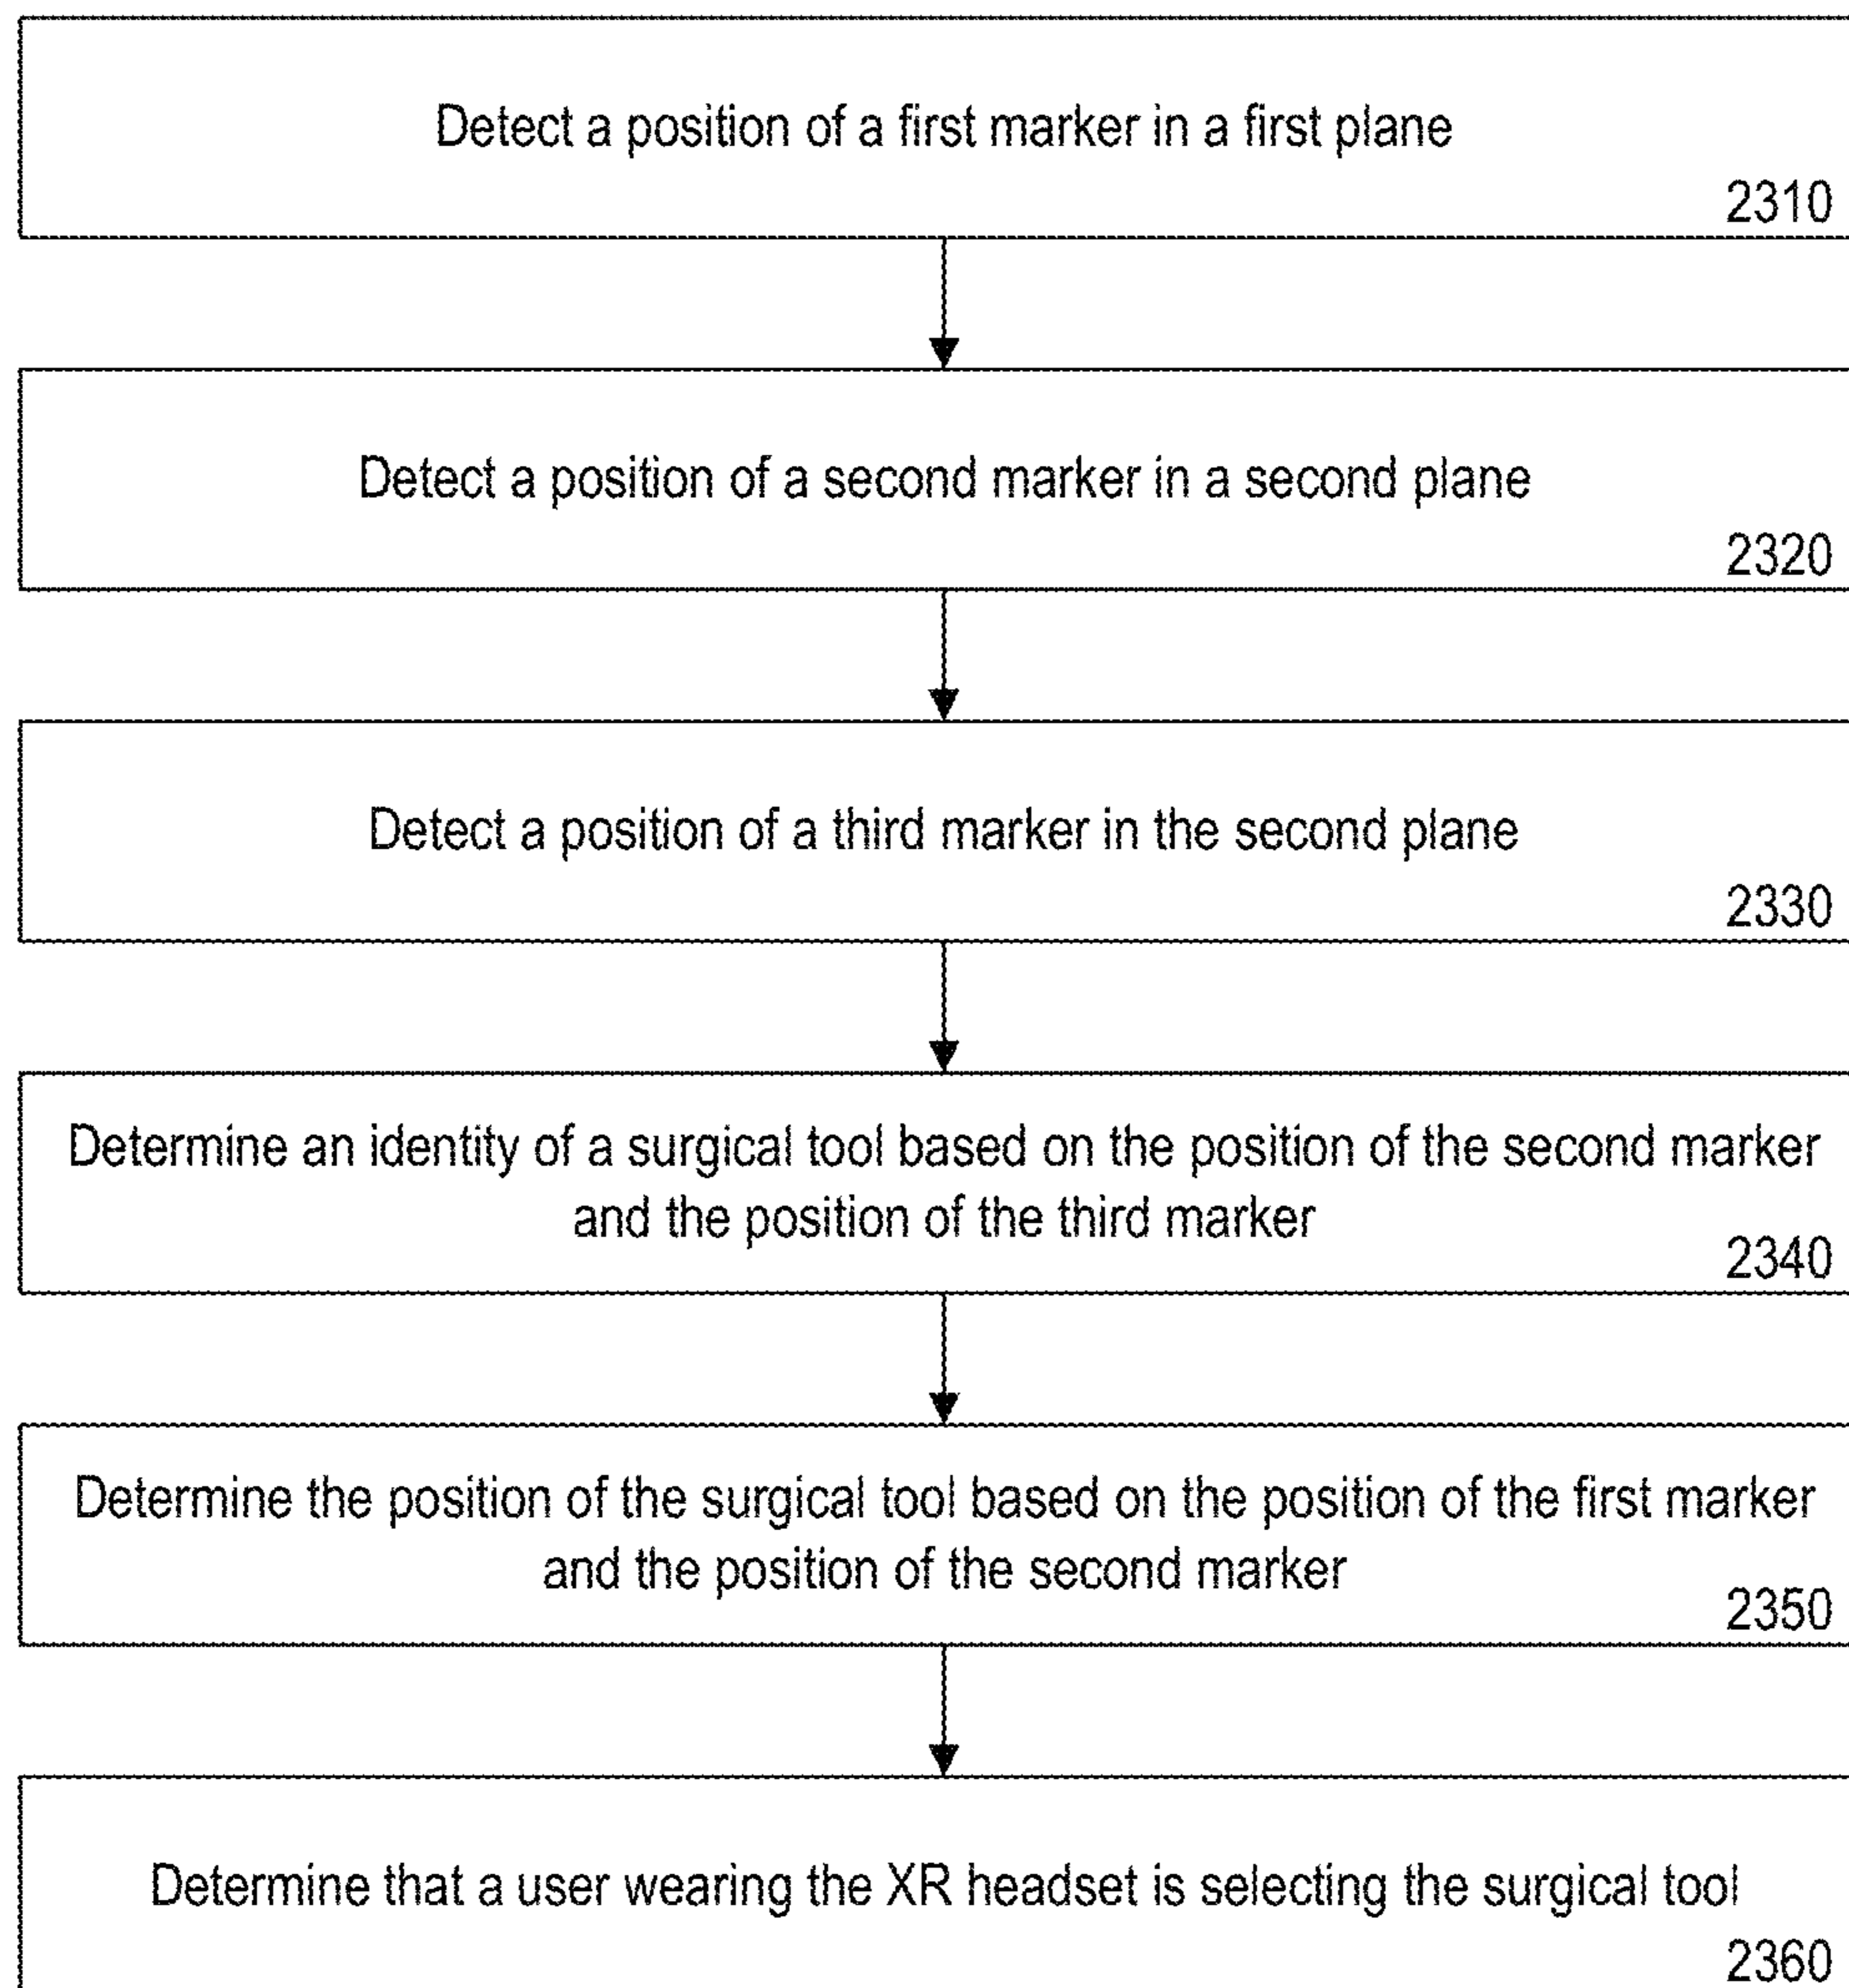 Detect a position of a first marker in a first plane
2310
Detect a position of a second marker in a second plane
2320
Detect a position of a third marker in the second plane
2330
Determine an identity of a surgical tool based on the position of the second marker
and the position of the third marker
2340
Determine the position of the surgical tool based on the position of the first marker
and the position of the second marker
2350
Determine that a user wearing the XR headset is selecting the surgical tool
2360